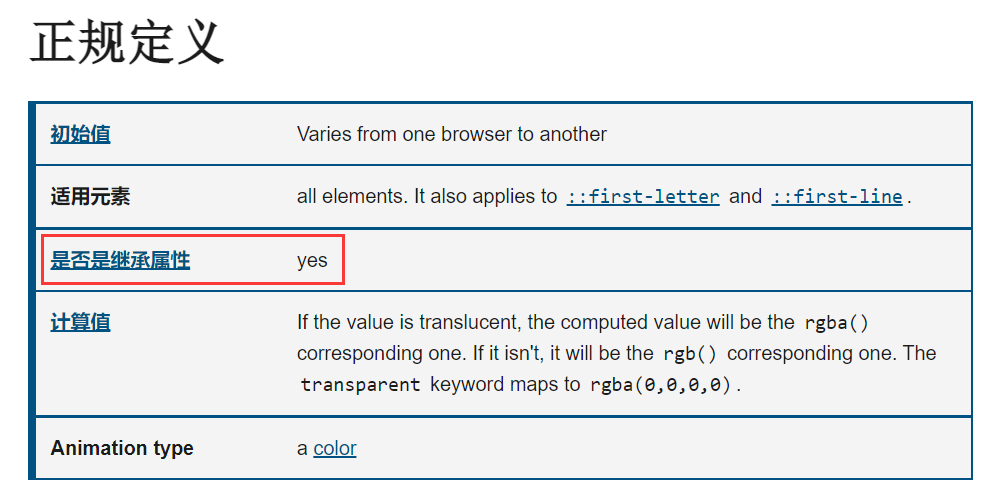 正规定义
初始值 Varies from one browser to another
适用元素 all elements. It also applies to ::first-letter and ::first-line.
是否是继承属性 yes
计算值 If the value is translucent, the computed value will be the rgba()
corresponding one. If it isn't, it will be the rgb() corresponding one. The
transparent keyword maps to rgba(0,0,0,0).
Animation type a color